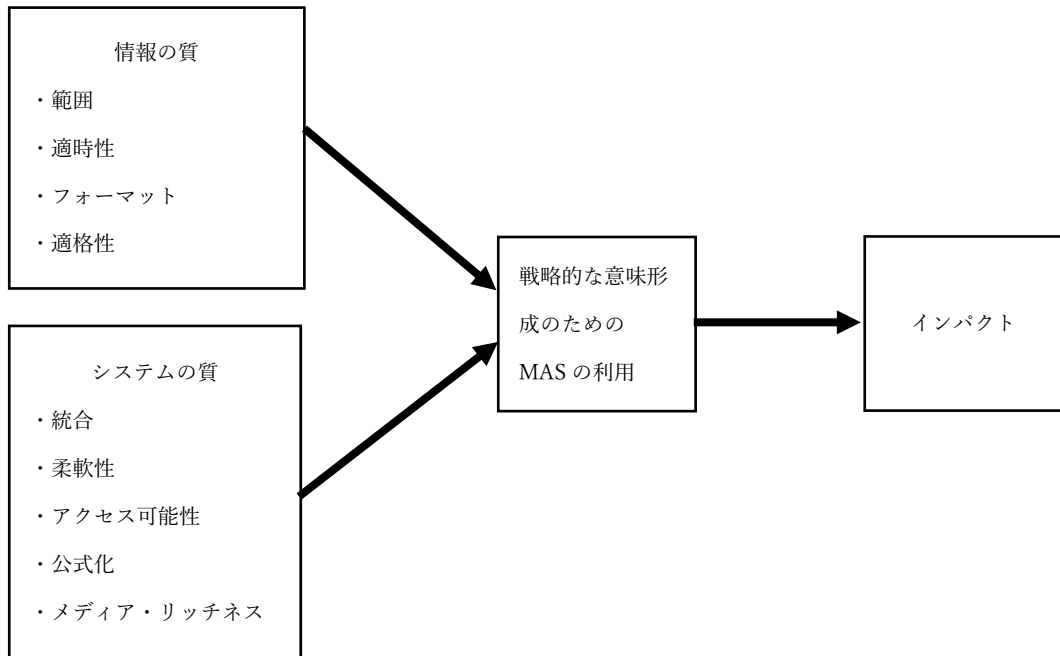 情報の質
・範囲
・適時性
・フォーマット
・適格性
システムの質
・統合
・柔軟性
・アクセス可能性
・公式化
・メディア・リッチネス
戦略的な意味形
成のための
MAS の利用
インパクト